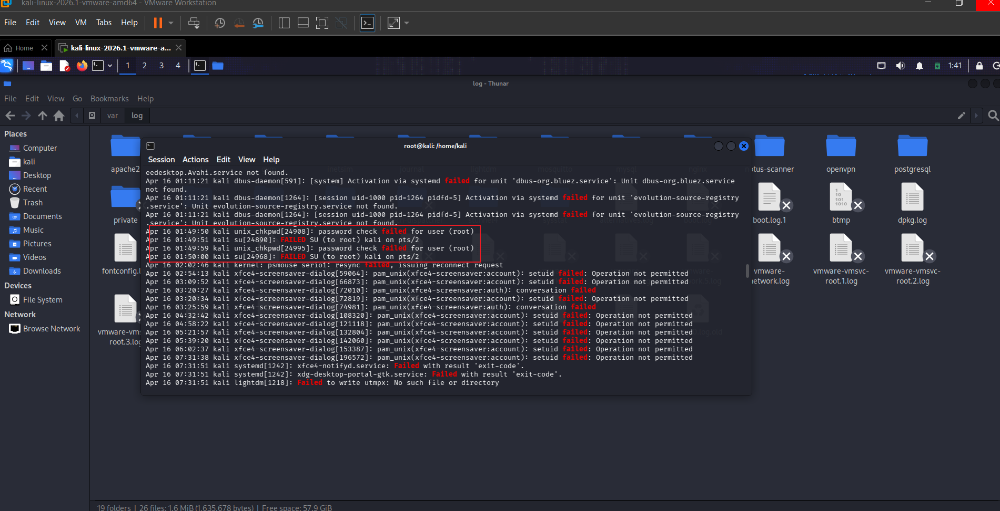 kali-linux-2026.1-vmware-amd64 - VMware Workstation
File Edit View VM Tabs Help
Home kali-linux-2026.1-vmware-a...
1 2 3 4 1:41
log - Thunar
File Edit View Go Bookmarks Help
var log
Places
Computer
kali
Desktop
Recent
Trash
Documents
Music
Pictures
Videos
Downloads
Devices
File System
Network
Browse Network
apache2
private
fontconfig.l
vmware-vms
root.3.log
root@kali: /home/kali
Session Actions Edit View Help
eedesktop.Avahi.service not found.
Apr 16 01:11:21 kali dbus-daemon[591]: [system] Activation via systemd failed for unit 'dbus-org.bluez.service': Unit dbus-org.bluez.service
not found.
Apr 16 01:11:21 kali dbus-daemon[1264]: [session uid=1000 pid=1264 pidfd=5] Activation via systemd failed for unit 'evolution-source-registry
.service': Unit evolution-source-registry.service not found.
Apr 16 01:11:21 kali dbus-daemon[1264]: [session uid=1000 pid=1264 pidfd=5] Activation via systemd failed for unit 'evolution-source-registry
.service': Unit evolution-source-registry.service not found.
Apr 16 01:49:50 kali unix_chkpwd[24908]: password check failed for user (root)
Apr 16 01:49:51 kali su[24890]: FAILED SU (to root) kali on pts/2
Apr 16 01:49:59 kali unix_chkpwd[24995]: password check failed for user (root)
Apr 16 01:50:00 kali su[24968]: FAILED SU (to root) kali on pts/2
Apr 16 02:02:46 kali kernel: psmouse serio1: resync failed, issuing reconnect request
Apr 16 02:54:13 kali xfce4-screensaver-dialog[59064]: pam_unix(xfce4-screensaver:account): setuid failed: Operation not permitted
Apr 16 03:09:52 kali xfce4-screensaver-dialog[66873]: pam_unix(xfce4-screensaver:account): setuid failed: Operation not permitted
Apr 16 03:20:27 kali xfce4-screensaver-dialog[72010]: pam_unix(xfce4-screensaver:auth): conversation failed
Apr 16 03:20:34 kali xfce4-screensaver-dialog[72819]: pam_unix(xfce4-screensaver:account): setuid failed: Operation not permitted
Apr 16 03:25:59 kali xfce4-screensaver-dialog[74981]: pam_unix(xfce4-screensaver:auth): conversation failed
Apr 16 04:32:42 kali xfce4-screensaver-dialog[108320]: pam_unix(xfce4-screensaver:account): setuid failed: Operation not permitted
Apr 16 04:58:22 kali xfce4-screensaver-dialog[121118]: pam_unix(xfce4-screensaver:account): setuid failed: Operation not permitted
Apr 16 05:21:57 kali xfce4-screensaver-dialog[132804]: pam_unix(xfce4-screensaver:account): setuid failed: Operation not permitted
Apr 16 05:39:20 kali xfce4-screensaver-dialog[142060]: pam_unix(xfce4-screensaver:account): setuid failed: Operation not permitted
Apr 16 06:02:37 kali xfce4-screensaver-dialog[153387]: pam_unix(xfce4-screensaver:account): setuid failed: Operation not permitted
Apr 16 07:31:38 kali xfce4-screensaver-dialog[196572]: pam_unix(xfce4-screensaver:account): setuid failed: Operation not permitted
Apr 16 07:31:51 kali systemd[1242]: xfce4-notifyd.service: Failed with result 'exit-code'.
Apr 16 07:31:51 kali systemd[1242]: xdg-desktop-portal-gtk.service: Failed with result 'exit-code'.
Apr 16 07:31:51 kali lightdm[1218]: Failed to write utmpx: No such file or directory
otus-scanner openvpn postgresql
boot.log.1 btmp dpkg.log
vmware- vmware-vmsvc- vmware-vmsvc-
network.log root.1.log root.2.log
19 folders | 26 files: 1.6 MiB (1,635,678 bytes) | Free space: 57.9 GiB